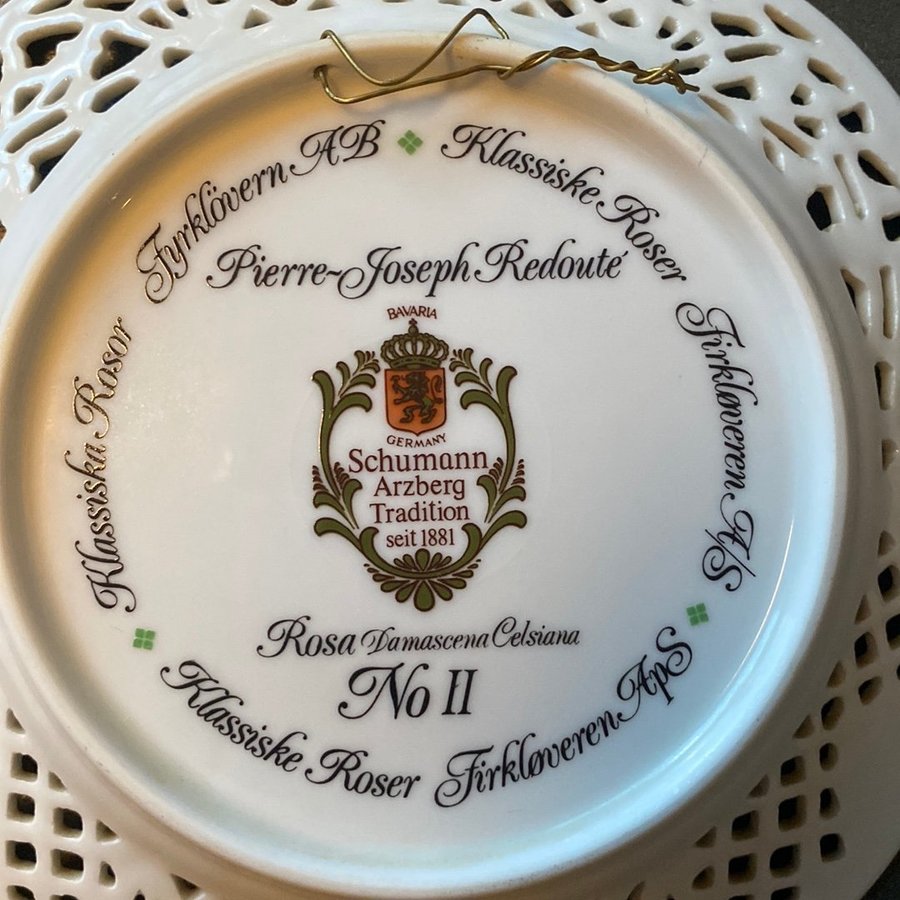 Klassiska Rosor Fyrklövern AB
Klassiske Roser Firkløveren A/S
Pierre-Joseph Redouté
BAVARIA
GERMANY
Schumann
Arzberg
Tradition
seit 1881
Rosa Damascena Celsiana
No II
Klassiske Roser Firkløveren ApS